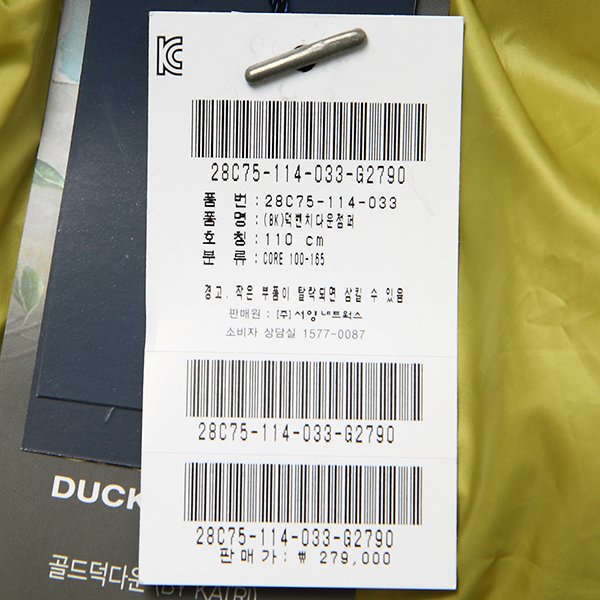 KC
28C75-114-033-G2790
품 번 : 28C75-114-033
품 명 : (BK)덕벤치다운점퍼
호 칭 : 110 cm
분 류 : CORE 100-165
경고. 작은 부품이 탈락되면 삼킬 수 있음
판매원 : (주)서양네트웍스
소비자 상담실 1577-0087
28C75-114-033-G2790
28C75-114-033-G2790
판 매 가 : ₩ 279,000
DUCK
골드덕다운